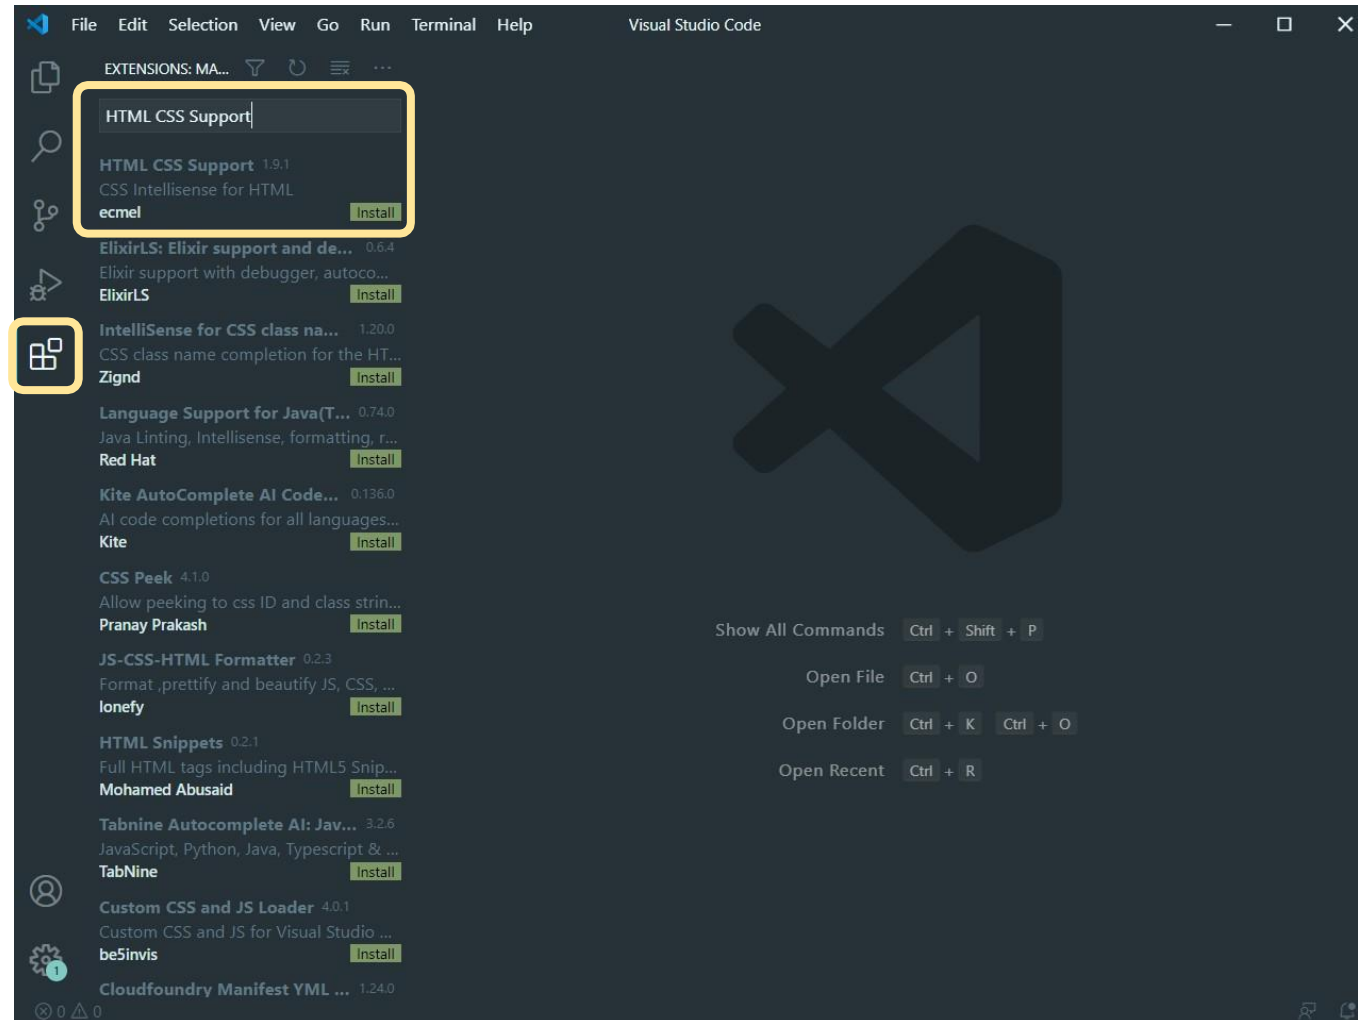 File Edit Selection View Go Run Terminal Help Visual Studio Code
EXTENSIONS: MA...
HTML CSS Support
HTML CSS Support 1.9.1
CSS Intellisense for HTML
ecmel Install
ElixirLS: Elixir support and de... 0.6.4
Elixir support with debugger, autoco...
ElixirLS Install
IntelliSense for CSS class na... 1.20.0
CSS class name completion for the HT...
Zignd Install
Language Support for Java(T... 0.74.0
Java Linting, Intellisense, formatting, r...
Red Hat Install
Kite AutoComplete AI Code... 0.136.0
AI code completions for all languages...
Kite Install
CSS Peek 4.1.0
Allow peeking to css ID and class strin...
Pranay Prakash Install
JS-CSS-HTML Formatter 0.2.3
Format ,prettify and beautify JS, CSS, ...
lonefy Install
HTML Snippets 0.2.1
Full HTML tags including HTML5 Snip...
Mohamed Abusaid Install
Tabnine Autocomplete AI: Jav... 3.2.6
JavaScript, Python, Java, Typescript & ...
TabNine Install
Custom CSS and JS Loader 4.0.1
Custom CSS and JS for Visual Studio ...
be5invis Install
Cloudfoundry Manifest YML ... 1.24.0
Show All Commands Ctrl + Shift + P
Open File Ctrl + O
Open Folder Ctrl + K Ctrl + O
Open Recent Ctrl + R
1
0 0